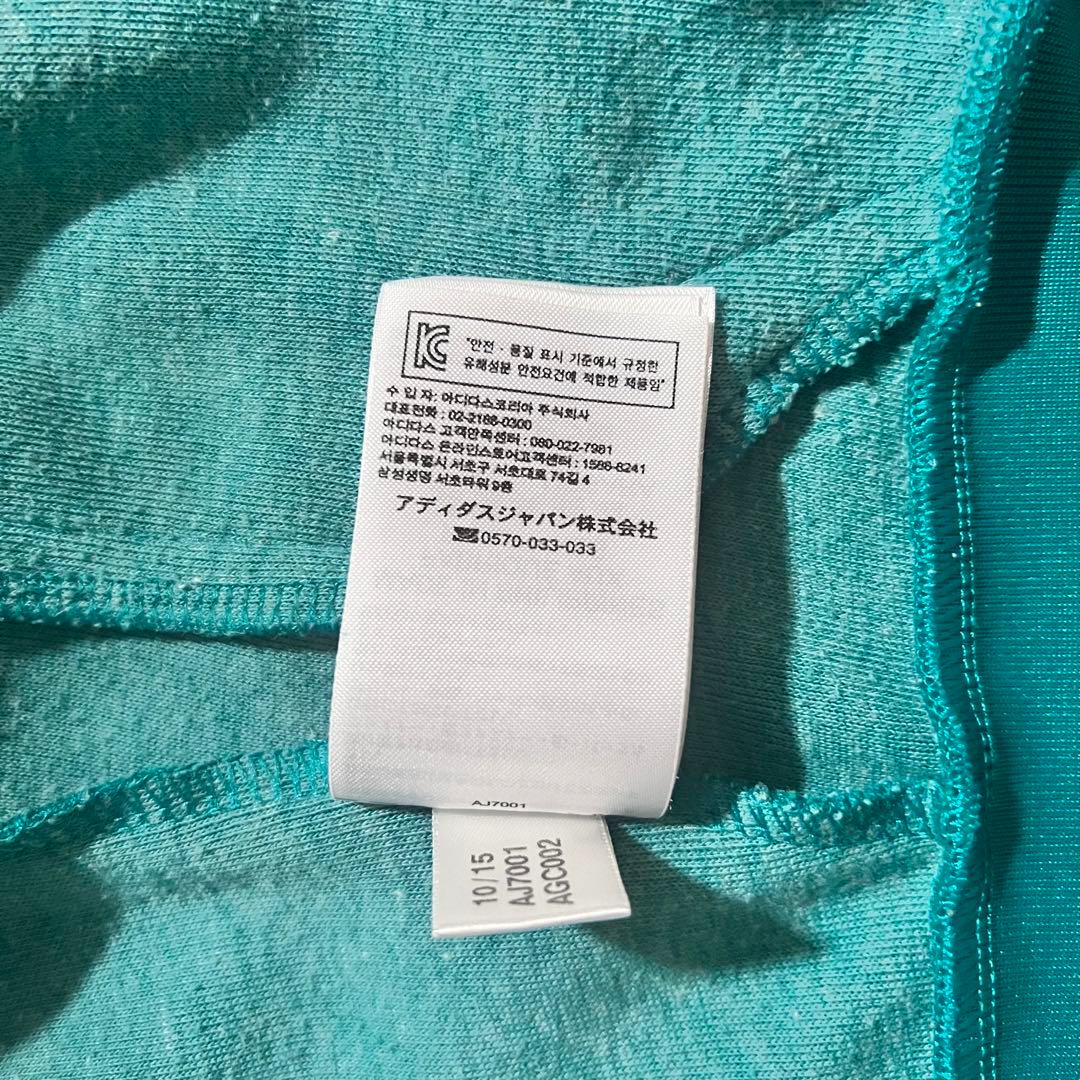 KC
"안전 · 품질 표시 기준에서 규정한
유해성분 안전요건에 적합한 제품임"
수 입 자: 아디다스코리아 주식회사
대표전화 : 02-2186-0300
아디다스 고객만족센터 : 080-022-7981
아디다스 온라인스토어고객센터 : 1588-8241
서울특별시 서초구 서초대로 74길 4
삼성생명 서초타워 9층
アディダスジャパン株式会社
0570-033-033
AJ7001
10/15
AJ7001
AGC002